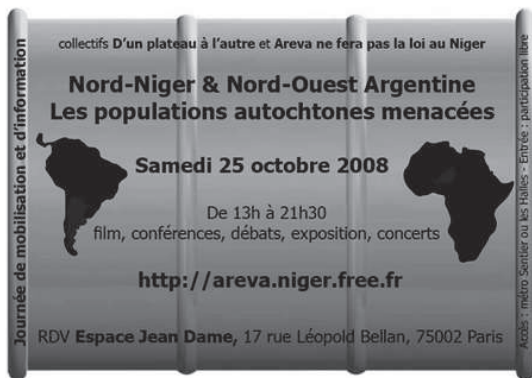 collectifs D'un plateau à l'autre et Areva ne fera pas la loi au Niger
Nord-Niger & Nord-Ouest Argentine
Les populations autochtones menacées
Samedi 25 octobre 2008
De 13h à 21h30
film, conférences, débats, exposition, concerts
http://areva.niger.free.fr
RDV Espace Jean Dame, 17 rue Léopold Bellan, 75002 Paris
Journée de mobilisation et d'information
Accès : métro Sentier ou les Halles - Entrée : participation libre